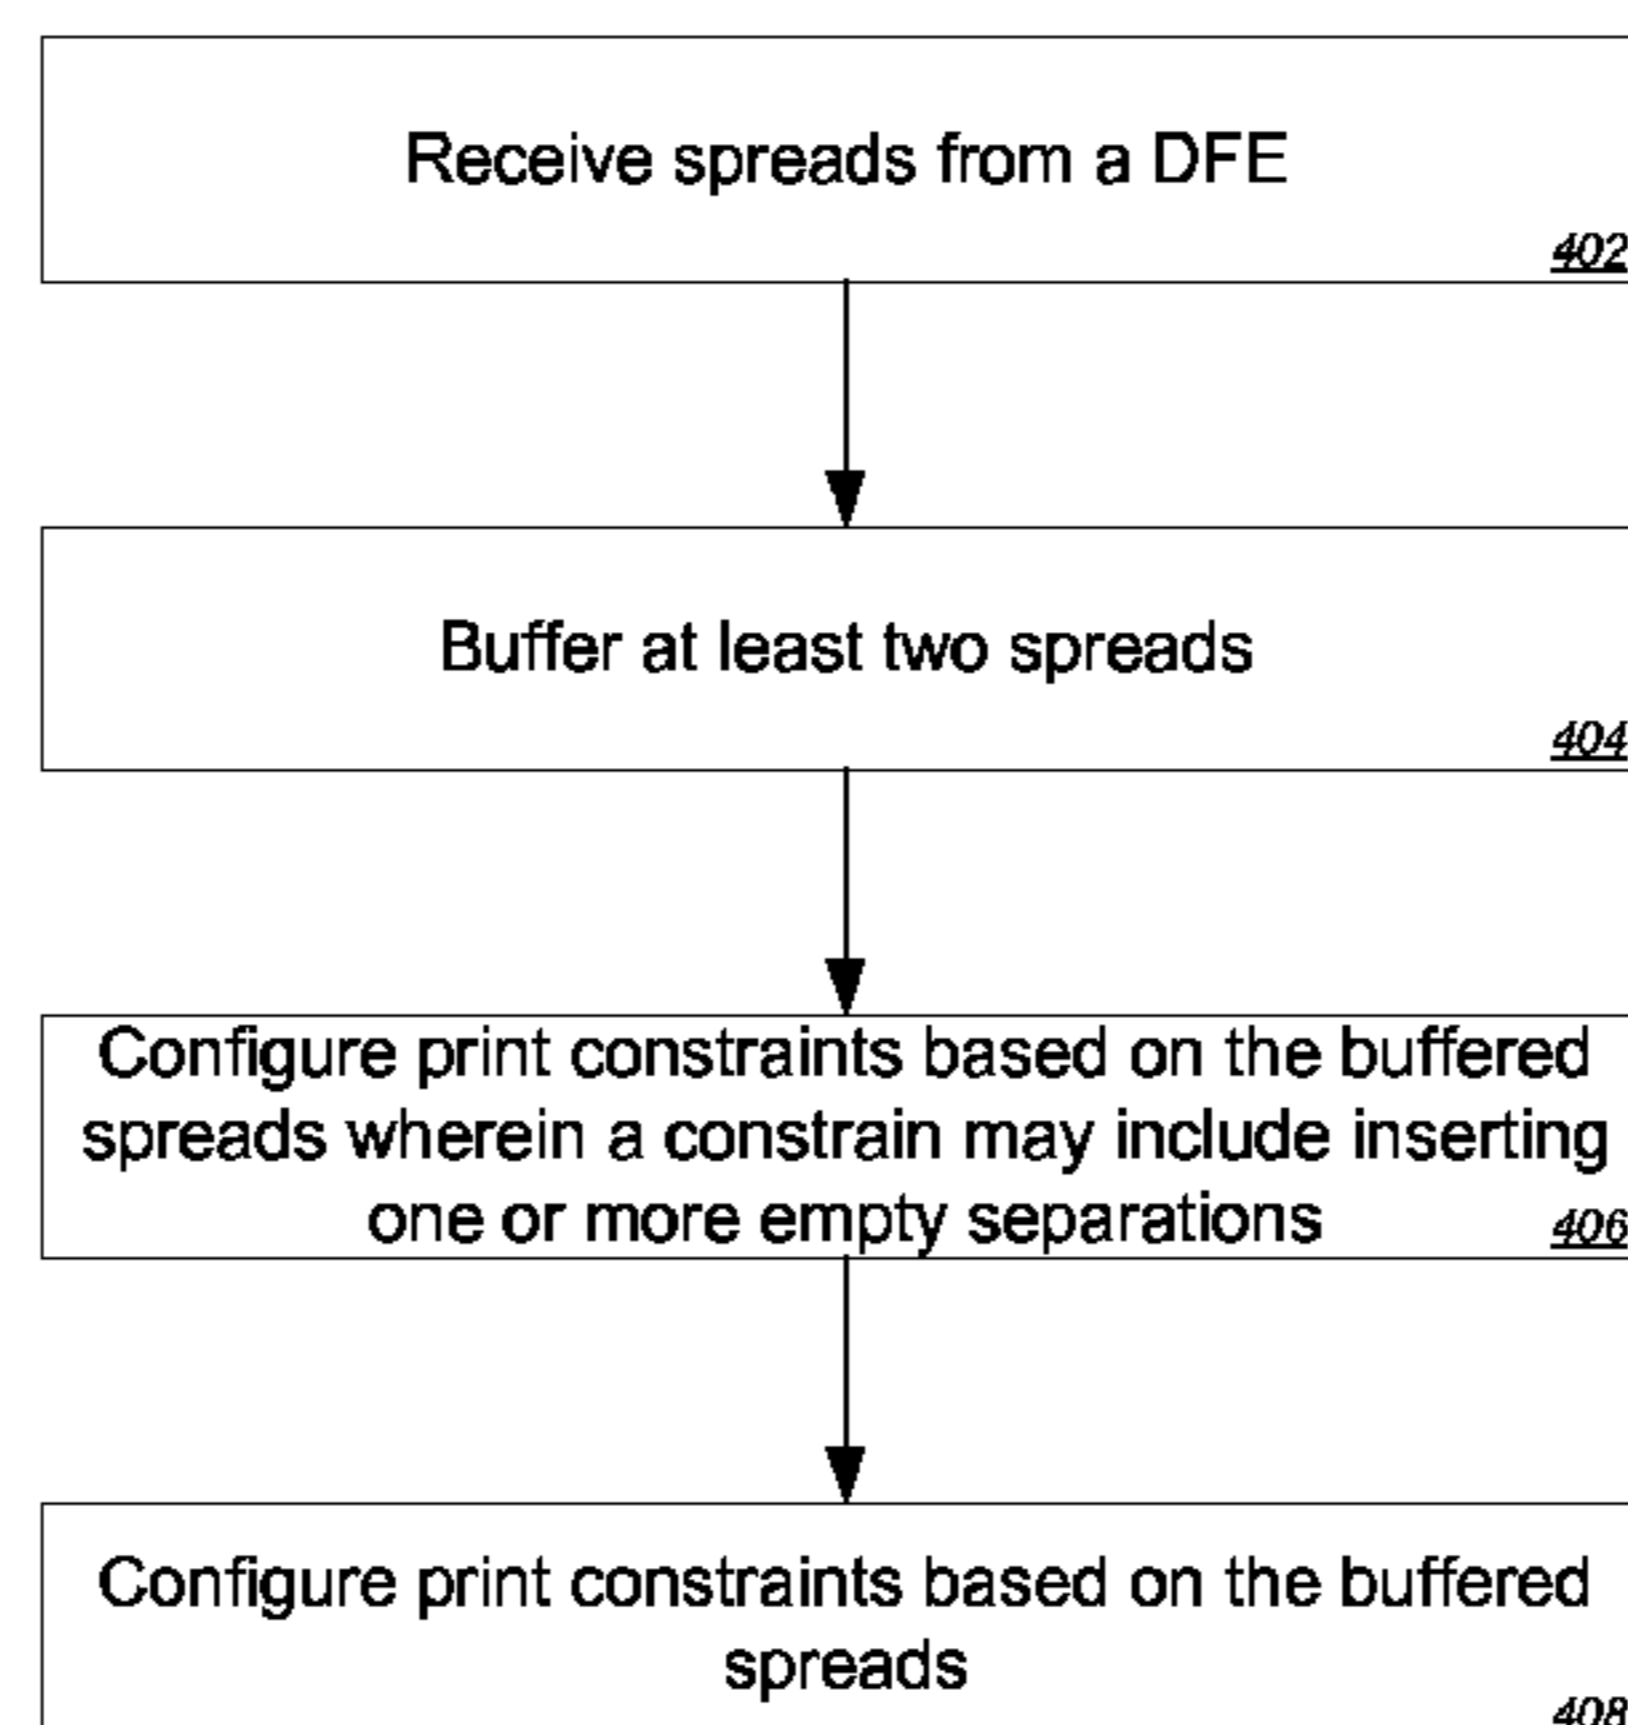 Receive spreads from a DFE
402
Buffer at least two spreads
404
Configure print constraints based on the buffered
spreads wherein a constrain may include inserting
one or more empty separations
406
Configure print constraints based on the buffered
spreads
408